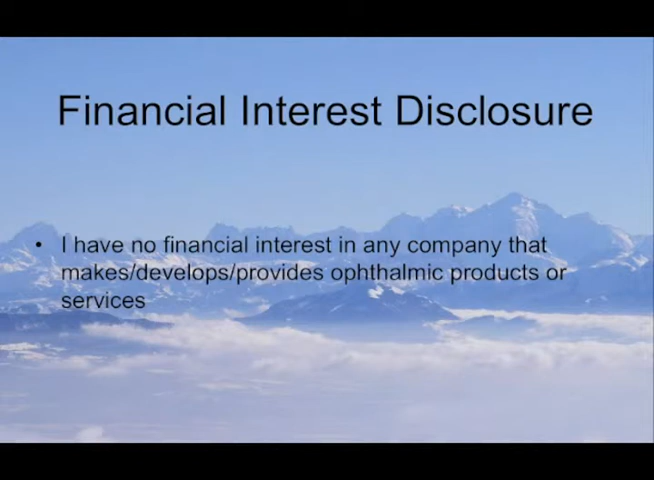 Financial Interest Disclosure
• I have no financial interest in any company that
makes/develops/provides ophthalmic products or
services